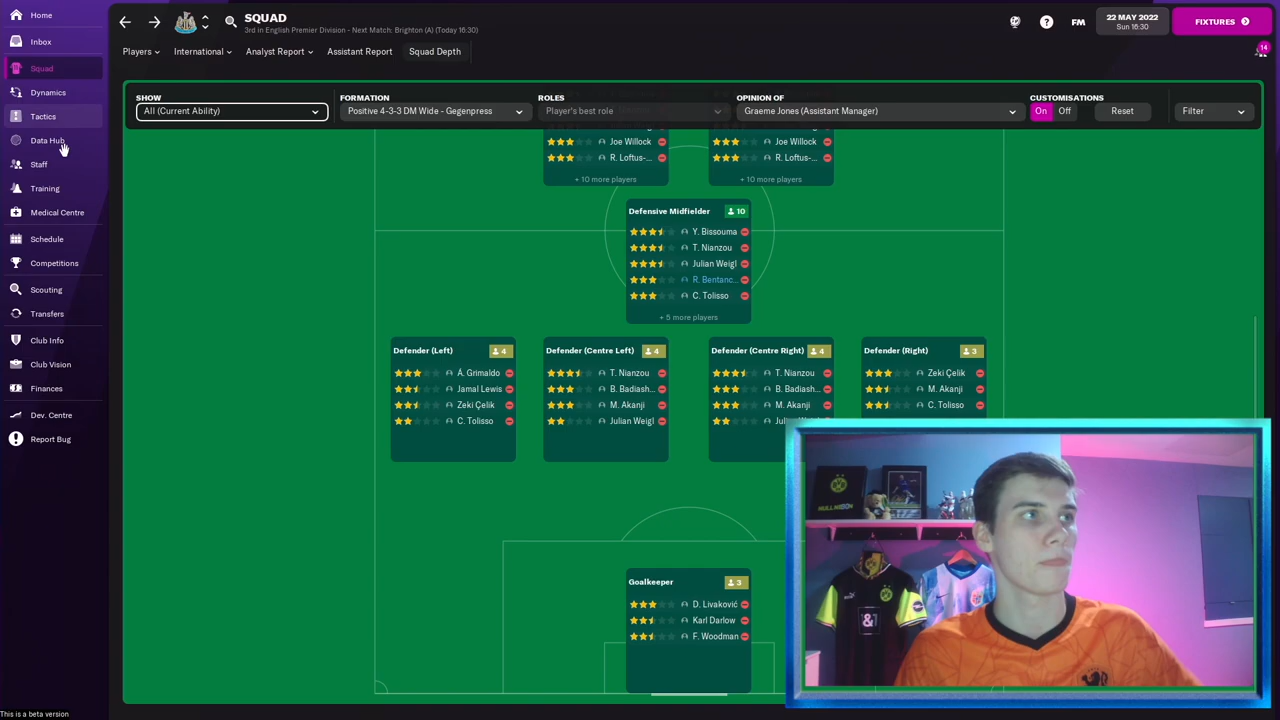 Home
Inbox
Squad
Dynamics
Tactics
Data Hub
Staff
Training
Medical Centre
Schedule
Competitions
Scouting
Transfers
Club Info
Club Vision
Finances
Dev. Centre
Report Bug
This is a beta version
SQUAD
3rd in English Premier Division - Next Match: Brighton (A) (Today 16:30)
FM
22 MAY 2022
Sun 16:30
FIXTURES
14
Players
International
Analyst Report
Assistant Report
Squad Depth
SHOW
All (Current Ability)
FORMATION
Positive 4-3-3 DM Wide - Gegenpress
ROLES
Player's best role
OPINION OF
Graeme Jones (Assistant Manager)
CUSTOMISATIONS
On Off
Reset
Filter
Joe Willock
R. Loftus-...
+ 10 more players
Joe Willock
R. Loftus-...
+ 10 more players
Defensive Midfielder 10
Y. Bissouma
T. Nianzou
Julian Weigl
R. Bentanc...
C. Tolisso
+ 5 more players
Defender (Left) 4
Á. Grimaldo
Jamal Lewis
Zeki Çelik
C. Tolisso
Defender (Centre Left) 4
T. Nianzou
B. Badiash...
M. Akanji
Julian Weigl
Defender (Centre Right) 4
T. Nianzou
B. Badiash...
M. Akanji
Defender (Right) 3
Zeki Çelik
M. Akanji
C. Tolisso
Goalkeeper 3
D. Livaković
Karl Darlow
F. Woodman
1&1